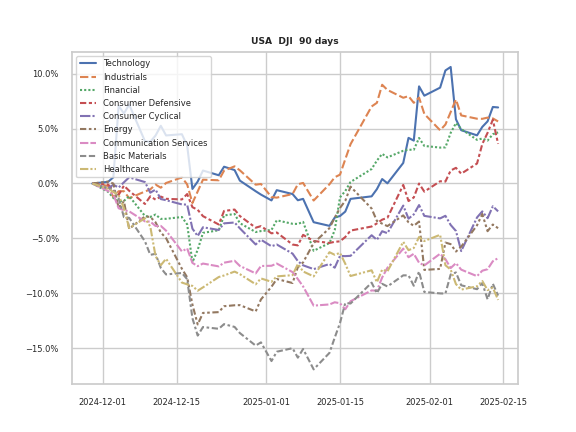 USA DJI 90 days
10.0%
5.0%
0.0%
−5.0%
−10.0%
−15.0%
Technology
Industrials
Financial
Consumer Defensive
Consumer Cyclical
Energy
Communication Services
Basic Materials
Healthcare
2024-12-01
2024-12-15
2025-01-01
2025-01-15
2025-02-01
2025-02-15